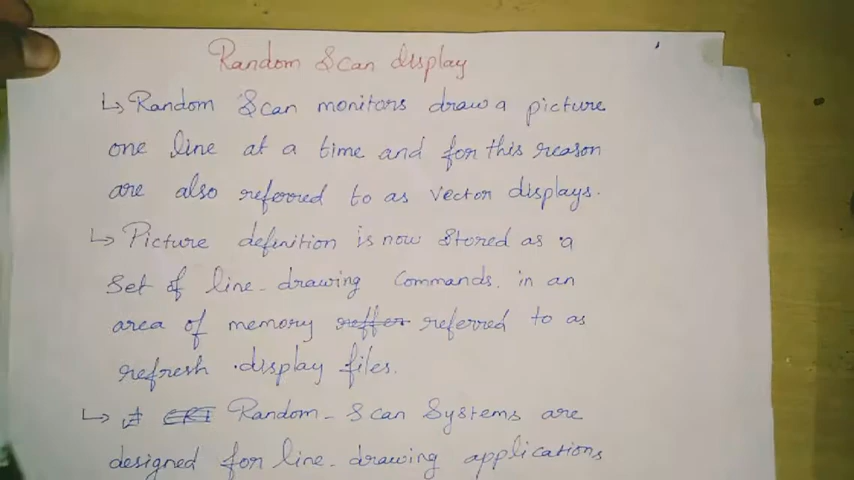 Random Scan display
↳ Random Scan monitors draw a picture
one line at a time and for this reason
are also referred to as vector displays.
↳ Picture definition is now stored as a
Set of line-drawing commands. in an
area of memory referred to as
refresh display files.
↳ Random-Scan Systems are
designed for line-drawing applications